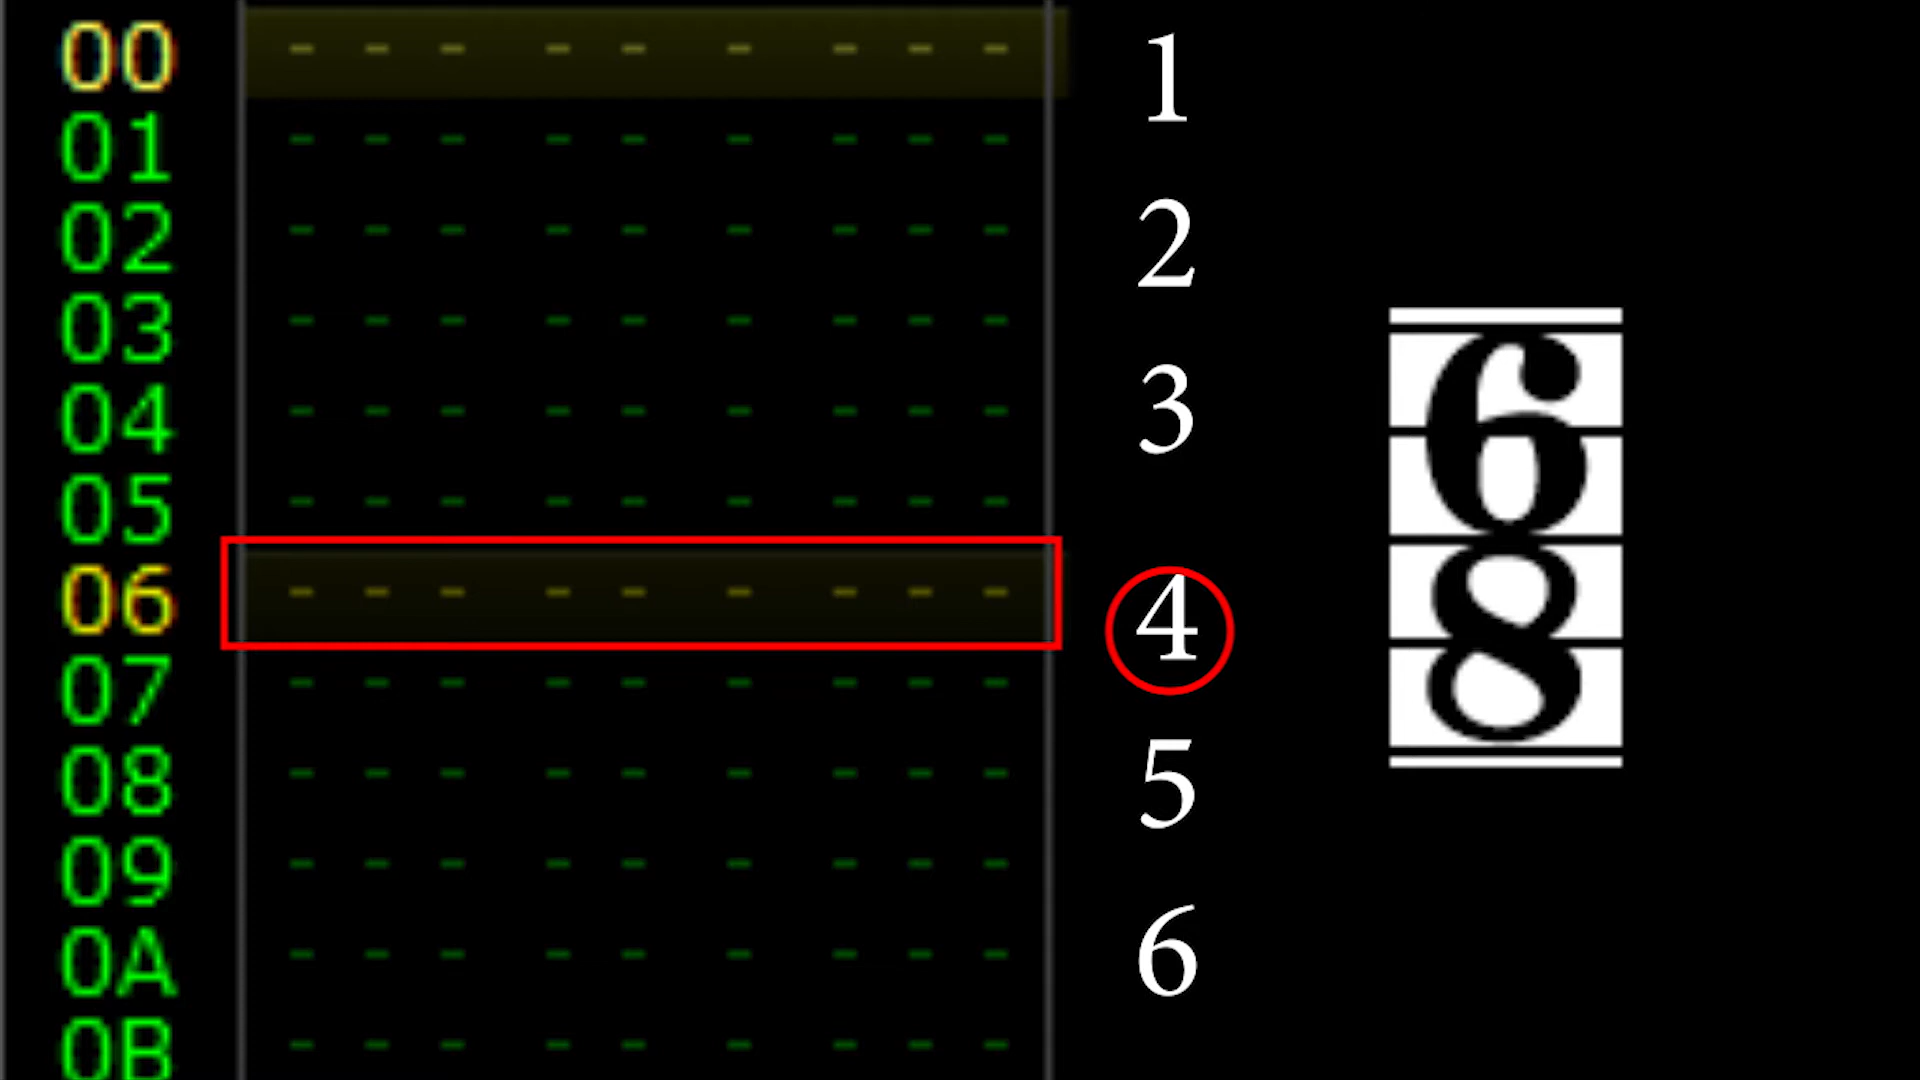 00 - - - - - - - - - 1
01 - - - - - - - - -
02 - - - - - - - - - 2
03 - - - - - - - - -
04 - - - - - - - - - 3
05 - - - - - - - - -
06 - - - - - - - - - 4
07 - - - - - - - - -
08 - - - - - - - - - 5
09 - - - - - - - - -
0A - - - - - - - - - 6
0B - - - - - - - - -
6
8